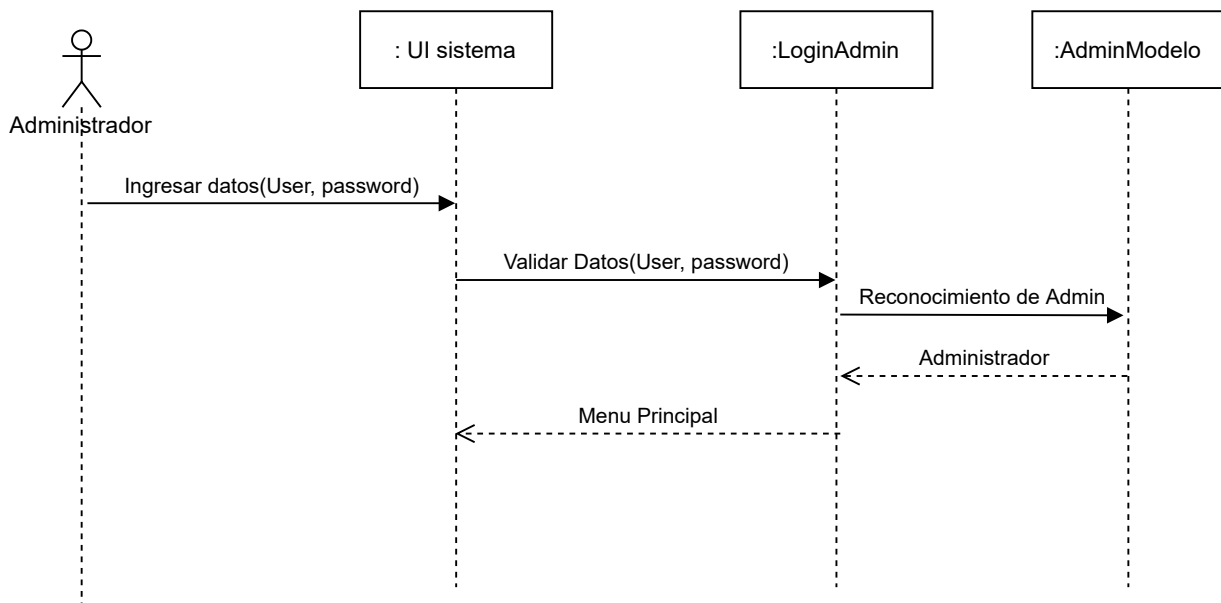 : UI sistema
:LoginAdmin
:AdminModelo
Administrador
Ingresar datos(User, password)
Validar Datos(User, password)
Reconocimiento de Admin
Administrador
Menu Principal